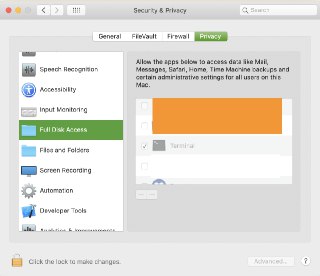 Security & Privacy
Search
General
FileVault
Firewall
Privacy
Speech Recognition
Accessibility
Input Monitoring
Full Disk Access
Files and Folders
Screen Recording
Automation
Developer Tools
Analytics & Improvements
Allow the apps below to access data like Mail,
Messages, Safari, Home, Time Machine backups and
certain administrative settings for all users on this
Mac.
Terminal
Click the lock to make changes.
Advanced...
?